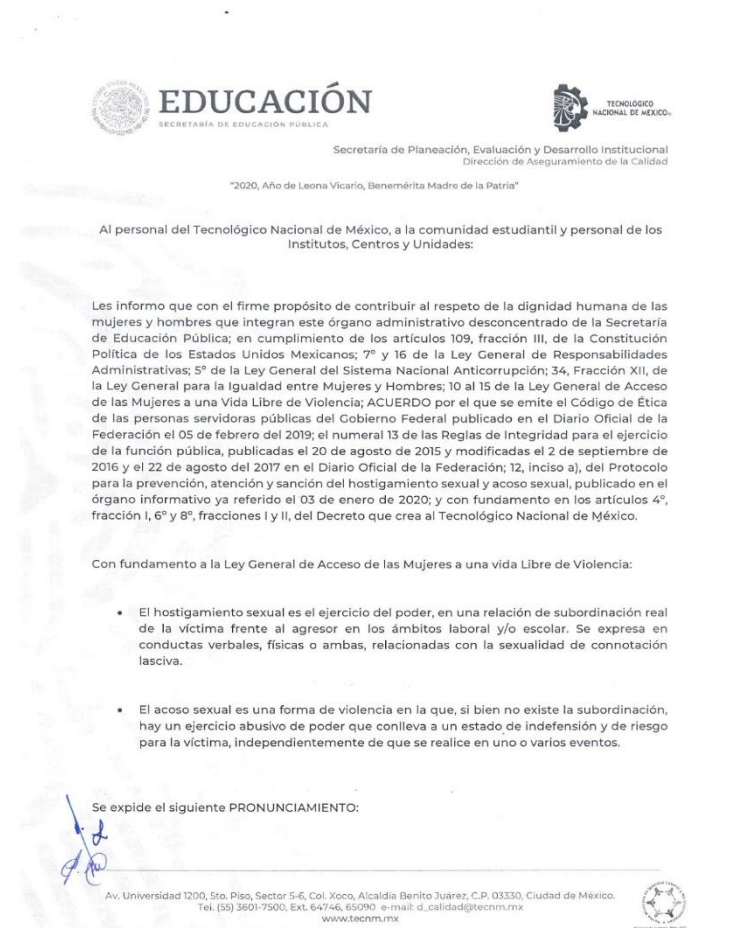 EDUCACIÓN
SECRETARÍA DE EDUCACIÓN PÚBLICA
TECNOLÓGICO
NACIONAL DE MÉXICO
Secretaría de Planeación, Evaluación y Desarrollo Institucional
Dirección de Aseguramiento de la Calidad
"2020, Año de Leona Vicario, Benemérita Madre de la Patria"
Al personal del Tecnológico Nacional de México, a la comunidad estudiantil y personal de los
Institutos, Centros y Unidades:
Les informo que con el firme propósito de contribuir al respeto de la dignidad humana de las
mujeres y hombres que integran este órgano administrativo desconcentrado de la Secretaría
de Educación Pública; en cumplimiento de los artículos 109, fracción III, de la Constitución
Política de los Estados Unidos Mexicanos; 7° y 16 de la Ley General de Responsabilidades
Administrativas; 5° de la Ley General del Sistema Nacional Anticorrupción; 34, Fracción XII, de
la Ley General para la Igualdad entre Mujeres y Hombres; 10 al 15 de la Ley General de Acceso
de las Mujeres a una Vida Libre de Violencia; ACUERDO por el que se emite el Código de Ética
de las personas servidoras públicas del Gobierno Federal publicado en el Diario Oficial de la
Federación el 05 de febrero del 2019; el numeral 13 de las Reglas de Integridad para el ejercicio
de la función pública, publicadas el 20 de agosto de 2015 y modificadas el 2 de septiembre de
2016 y el 22 de agosto del 2017 en el Diario Oficial de la Federación; 12, inciso a), del Protocolo
para la prevención, atención y sanción del hostigamiento sexual y acoso sexual, publicado en el
órgano informativo ya referido el 03 de enero de 2020; y con fundamento en los artículos 4°,
fracción I, 6° y 8°, fracciones I y II, del Decreto que crea al Tecnológico Nacional de México.
Con fundamento a la Ley General de Acceso de las Mujeres a una vida Libre de Violencia:
• El hostigamiento sexual es el ejercicio del poder, en una relación de subordinación real
de la víctima frente al agresor en los ámbitos laboral y/o escolar. Se expresa en
conductas verbales, físicas o ambas, relacionadas con la sexualidad de connotación
lasciva.
• El acoso sexual es una forma de violencia en la que, si bien no existe la subordinación,
hay un ejercicio abusivo de poder que conlleva a un estado de indefensión y de riesgo
para la víctima, independientemente de que se realice en uno o varios eventos.
Se expide el siguiente PRONUNCIAMIENTO:
Av. Universidad 1200, 5to. Piso, Sector 5-6, Col. Xoco, Alcaldía Benito Juárez, C.P. 03330, Ciudad de México.
Tel. (55) 3601-7500, Ext. 64746, 65090 e-mail: d_calidad@tecnm.mx
www.tecnm.mx